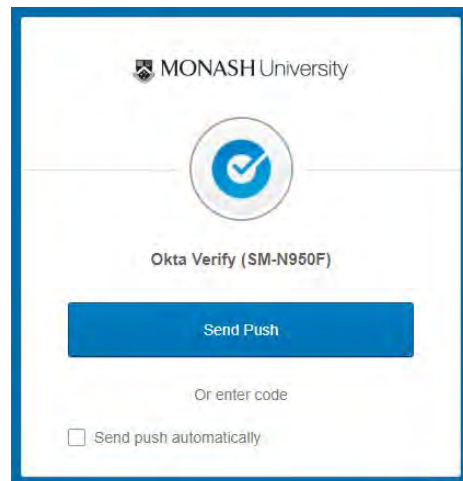 MONASH University
Okta Verify (SM-N950F)
Send Push
Or enter code
Send push automatically